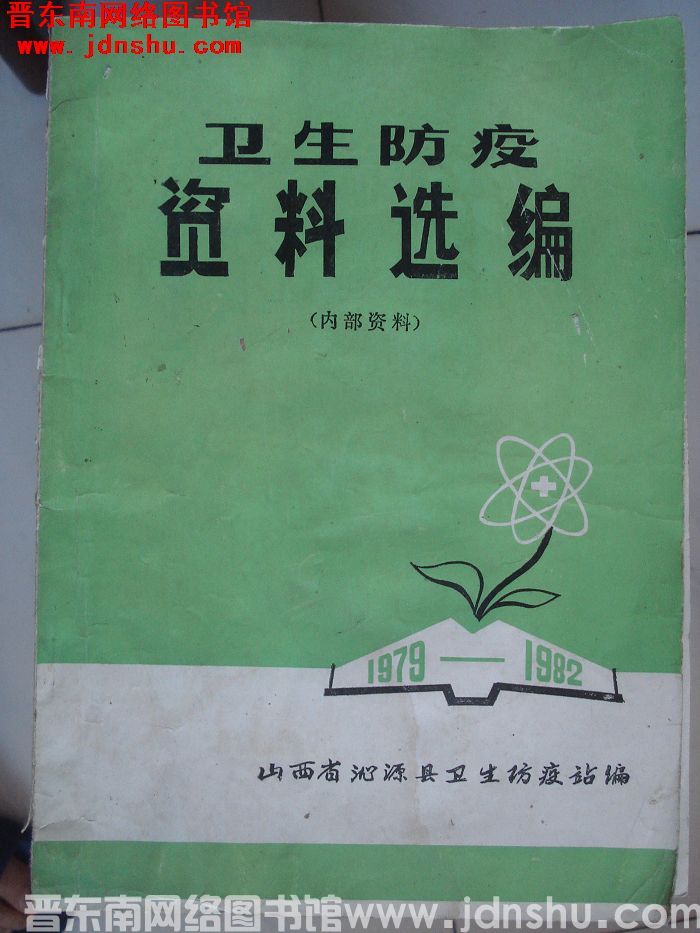 晋东南网络图书馆
www.jdnshu.com
卫生防疫
资料选编
（内部资料）
1979—1982
山西省沁源县卫生防疫站编
晋东南网络图书馆www.jdnshu.com